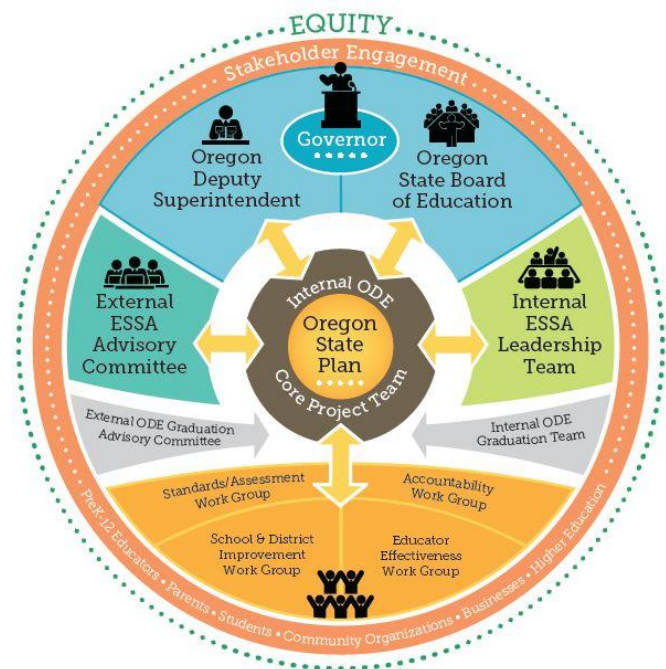 EQUITY
Stakeholder Engagement
Governor
Oregon
Deputy
Superintendent
Oregon
State Board
of Education
External
ESSA
Advisory
Committee
Internal ODE
Oregon
State
Plan
Core Project Team
Internal
ESSA
Leadership
Team
External ODE Graduation
Advisory Committee
Internal ODE
Graduation Team
Standards/Assessment
Work Group
Accountability
Work Group
School & District
Improvement
Work Group
Educator
Effectiveness
Work Group
PreK-12 Educators • Parents • Students • Community Organizations • Businesses • Higher Education